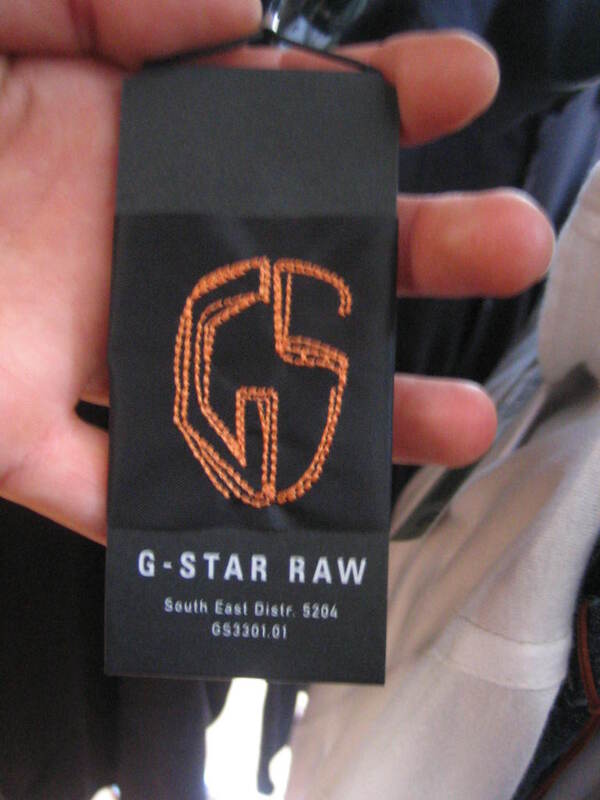 GS
G-STAR RAW
South East Distr. 5204
GS3301.01